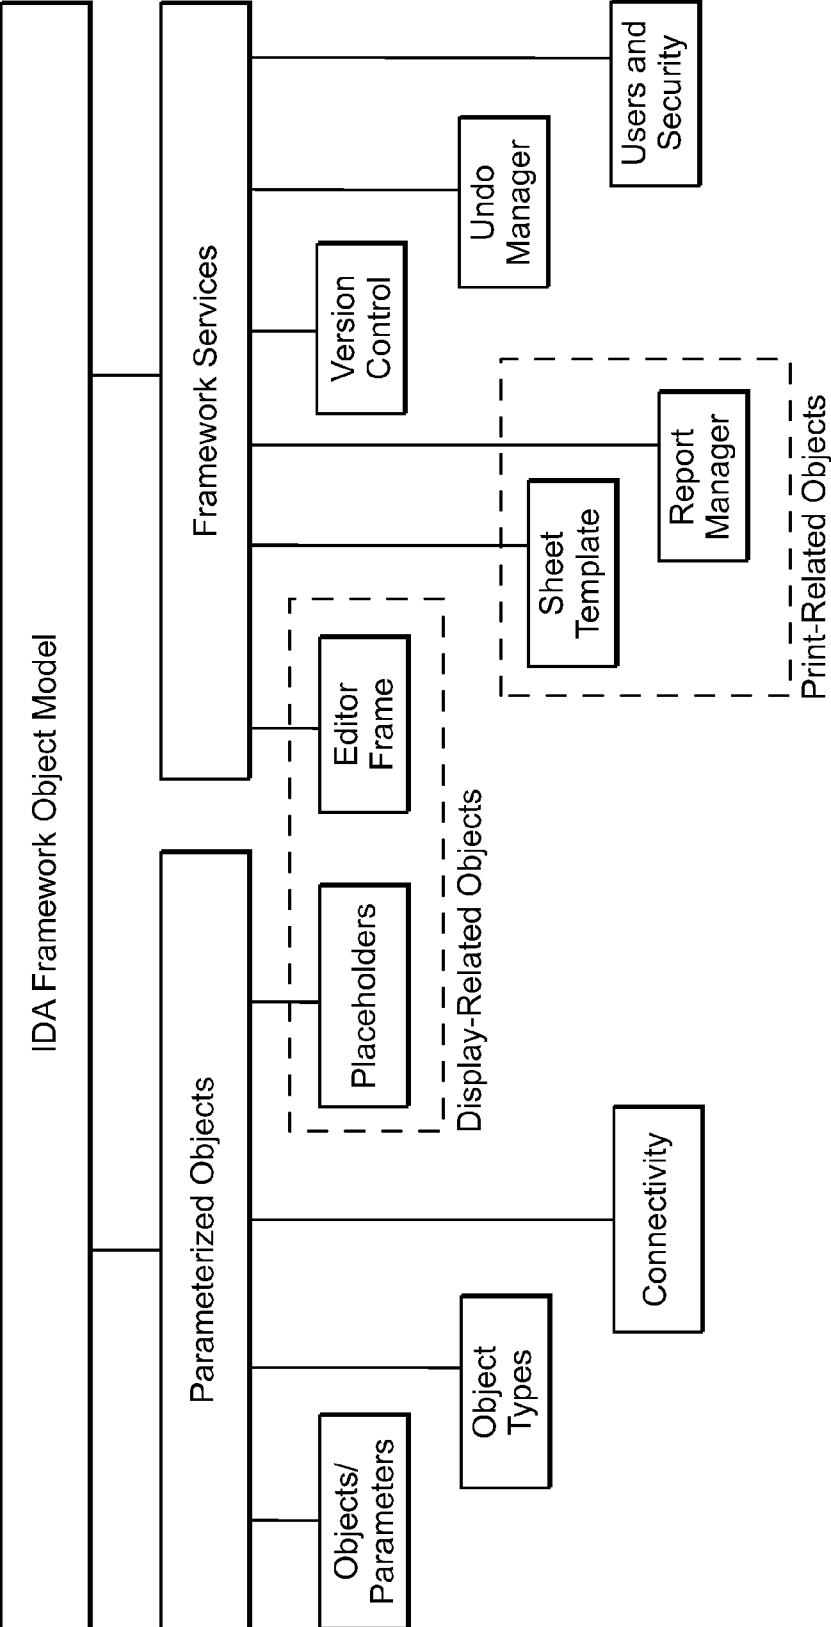 IDA Framework Object Model
Parameterized Objects
Framework Services
Objects/
Parameters
Object
Types
Connectivity
Placeholders
Editor
Frame
Display-Related Objects
Sheet
Template
Report
Manager
Print-Related Objects
Version
Control
Undo
Manager
Users and
Security